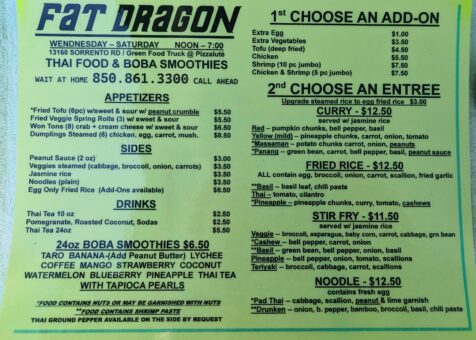 FAT DRAGON
WENDNESDAY – SATURDAY NOON – 7:00
13160 SORRENTO RD / Green Food Truck @ Pizzaluté
THAI FOOD & BOBA SMOOTHIES
WAIT AT HOME 850.861.3300 CALL AHEAD
APPETIZERS
*Fried Tofu (6pc) w/sweet & sour w/ peanut crumble $5.50
Fried Veggie Spring Rolls (3) w/ sweet & sour $5.50
Won Tons (8) crab + cream cheese w/ sweet & sour $6.50
Dumplings Steamed (6) chicken, egg, carrot, mush. $8.50
SIDES
Peanut Sauce (2 oz) $3.00
Veggies steamed (cabbage, broccoli, onion, carrots) $3.50
Jasmine rice $3.50
Noodles (plain) $3.50
Egg Only Fried Rice (Add-Ons available) $6.50
DRINKS
Thai Tea 10 oz $2.50
Pomegranate, Roasted Coconut, Sodas $2.50
Thai Tea 24oz $5.50
24oz BOBA SMOOTHIES $6.50
TARO BANANA-(Add Peanut Butter) LYCHEE
COFFEE MANGO STRAWBERRY COCONUT
WATERMELON BLUEBERRY PINEAPPLE THAI TEA
WITH TAPIOCA PEARLS
*FOOD CONTAINS NUTS OR MAY BE GARNISHED WITH NUTS
**FOOD CONTAINS SHRIMP PASTE
THAI GROUND PEPPER AVAILABLE ON THE SIDE BY REQUEST
1st CHOOSE AN ADD-ON
Extra Egg $1.00
Extra Vegetables $3.50
Tofu (deep fried) $4.50
Chicken $5.50
Shrimp (10 pc jumbo) $7.50
Chicken & Shrimp (5 pc jumbo) $7.50
2nd CHOOSE AN ENTREE
Upgrade steamed rice to egg fried rice $3.00
CURRY - $12.50
served w/ jasmine rice
Red – pumpkin chunks, bell pepper, basil
Yellow (mild) – pineapple chunks, carrot, onion, tomato
*Massaman – potato chunks carrot, onion, peanuts
*Panang – green bean, carrot, bell pepper, basil, peanut sauce
FRIED RICE - $12.50
ALL contain egg, broccoli, onion, carrot, scallion, fried garlic
**Basil – basil leaf, chili paste
Thai – tomato, cilantro
*Pineapple – pineapple chunks, curry, tomato, cashews
STIR FRY - $11.50
served w/ jasmine rice
Veggie – broccoli, asparagus, baby corn, carrot, cabbage, grn bean
*Cashew – bell pepper, carrot, onion
**Basil – green bean, bell pepper, onion, basil
Pineapple – bell pepper, onion, tomato, scallions
Teriyaki – broccoli, cabbage, carrot, scallions
NOODLE - $12.50
contains fresh egg
*Pad Thai – cabbage, scallion, peanut & lime garnish
**Drunken – onion, b. pepper, bamboo, broccoli, basil, chili paste